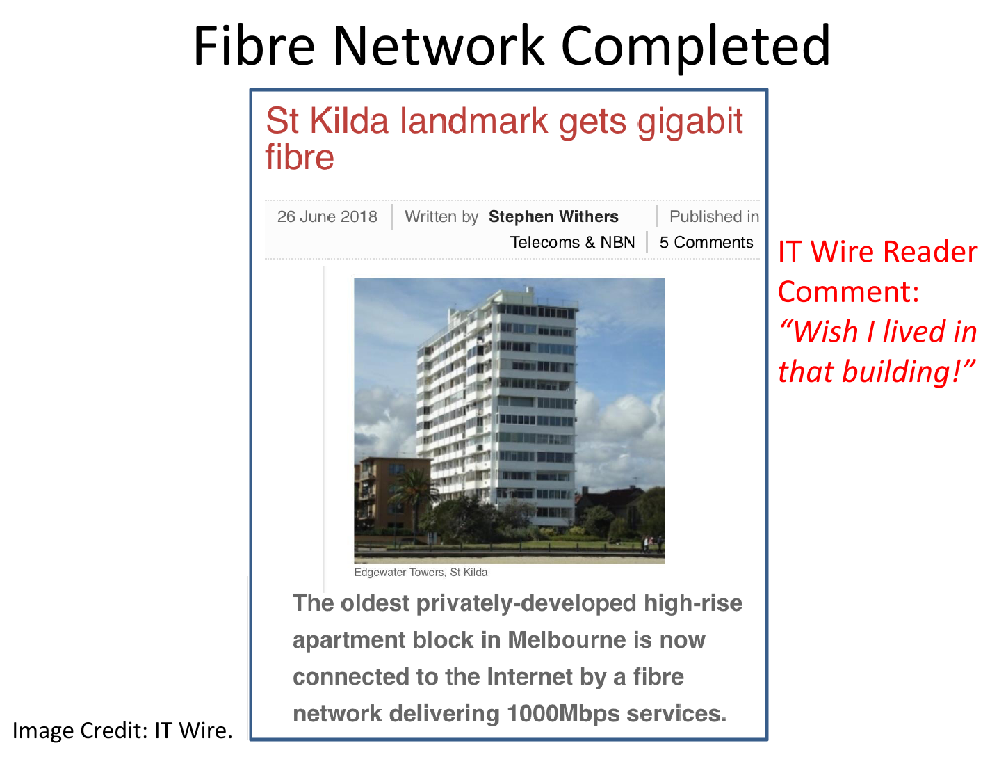 Fibre Network Completed
St Kilda landmark gets gigabit
fibre
26 June 2018 Written by Stephen Withers Published in
Telecoms & NBN 5 Comments
Edgewater Towers, St Kilda
The oldest privately-developed high-rise
apartment block in Melbourne is now
connected to the Internet by a fibre
network delivering 1000Mbps services.
IT Wire Reader
Comment:
“Wish I lived in
that building!”
Image Credit: IT Wire.